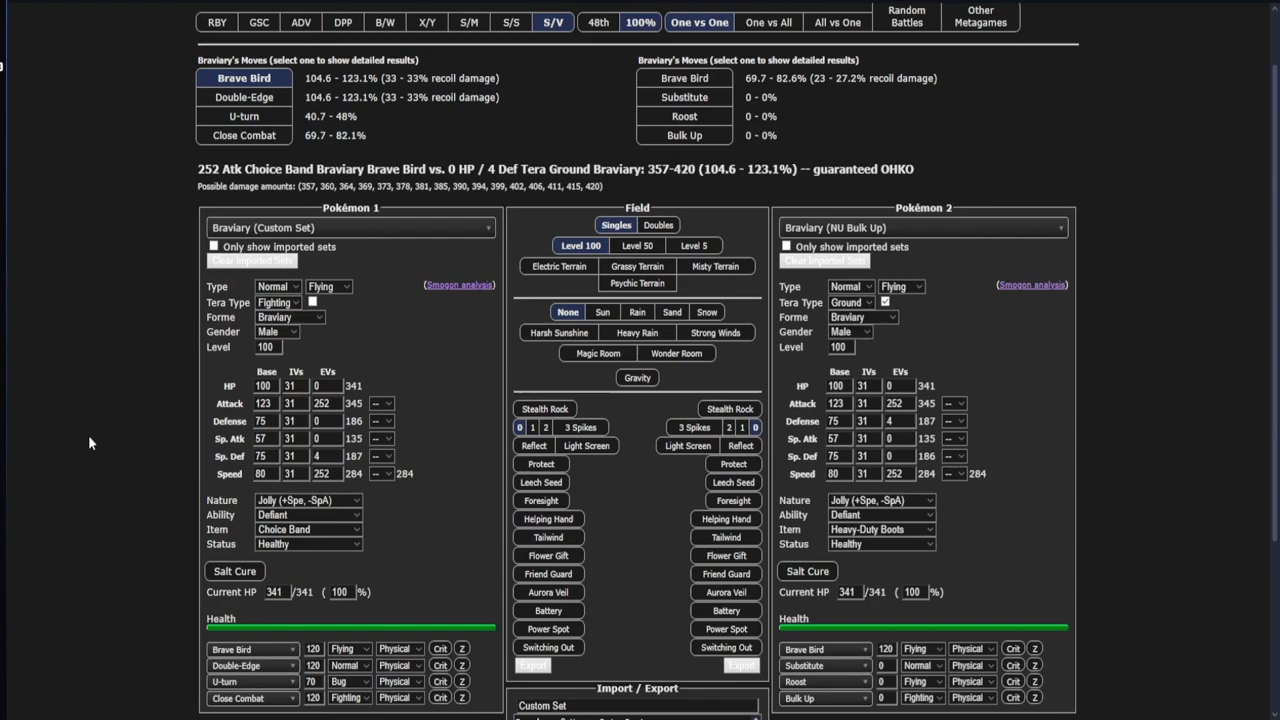 RBY GSC ADV DPP B/W X/Y S/M S/S S/V 48th 100% One vs One One vs All All vs One Random Battles Other Metagames
Braviary's Moves (select one to show detailed results) Braviary's Moves (select one to show detailed results)
Brave Bird 104.6 - 123.1% (33 - 33% recoil damage) Brave Bird 69.7 - 82.6% (23 - 27.2% recoil damage)
Double-Edge 104.6 - 123.1% (33 - 33% recoil damage) Substitute 0 - 0%
U-turn 40.7 - 48% Roost 0 - 0%
Close Combat 69.7 - 82.1% Bulk Up 0 - 0%
252 Atk Choice Band Braviary Brave Bird vs. 0 HP / 4 Def Tera Ground Braviary: 357-420 (104.6 - 123.1%) -- guaranteed OHKO
Possible damage amounts: (357, 360, 364, 369, 373, 378, 381, 385, 390, 394, 399, 402, 406, 411, 415, 420)
Pokémon 1
Braviary (Custom Set)
Only show imported sets
Clear Imported Sets
Type Normal Flying (Smogon analysis)
Tera Type Fighting
Forme Braviary
Gender Male
Level 100
Base IVs EVs
HP 100 31 0 341
Attack 123 31 252 345 --
Defense 75 31 0 186 --
Sp. Atk 57 31 0 135 --
Sp. Def 75 31 4 187 --
Speed 80 31 252 284 -- 284
Nature Jolly (+Spe, -SpA)
Ability Defiant
Item Choice Band
Status Healthy
Salt Cure
Current HP 341 /341 ( 100 %)
Health
Brave Bird 120 Flying Physical Crit Z
Double-Edge 120 Normal Physical Crit Z
U-turn 70 Bug Physical Crit Z
Close Combat 120 Fighting Physical Crit Z
Field
Singles Doubles
Level 100 Level 50 Level 5
Electric Terrain Grassy Terrain Misty Terrain
Psychic Terrain
None Sun Rain Sand Snow
Harsh Sunshine Heavy Rain Strong Winds
Magic Room Wonder Room
Gravity
Stealth Rock Stealth Rock
0 1 2 3 Spikes 3 Spikes 2 1 0
Reflect Light Screen Light Screen Reflect
Protect Protect
Leech Seed Leech Seed
Foresight Foresight
Helping Hand Helping Hand
Tailwind Tailwind
Flower Gift Flower Gift
Friend Guard Friend Guard
Aurora Veil Aurora Veil
Battery Battery
Power Spot Power Spot
Switching Out Switching Out
Export Export
Import / Export
Custom Set
Pokémon 2
Braviary (NU Bulk Up)
Only show imported sets
Clear Imported Sets
Type Normal Flying (Smogon analysis)
Tera Type Ground
Forme Braviary
Gender Male
Level 100
Base IVs EVs
HP 100 31 0 341
Attack 123 31 252 345 --
Defense 75 31 4 187 --
Sp. Atk 57 31 0 135 --
Sp. Def 75 31 0 186 --
Speed 80 31 252 284 -- 284
Nature Jolly (+Spe, -SpA)
Ability Defiant
Item Heavy-Duty Boots
Status Healthy
Salt Cure
Current HP 341 /341 ( 100 %)
Health
Brave Bird 120 Flying Physical Crit Z
Substitute 0 Normal Physical Crit Z
Roost 0 Flying Physical Crit Z
Bulk Up 0 Fighting Physical Crit Z